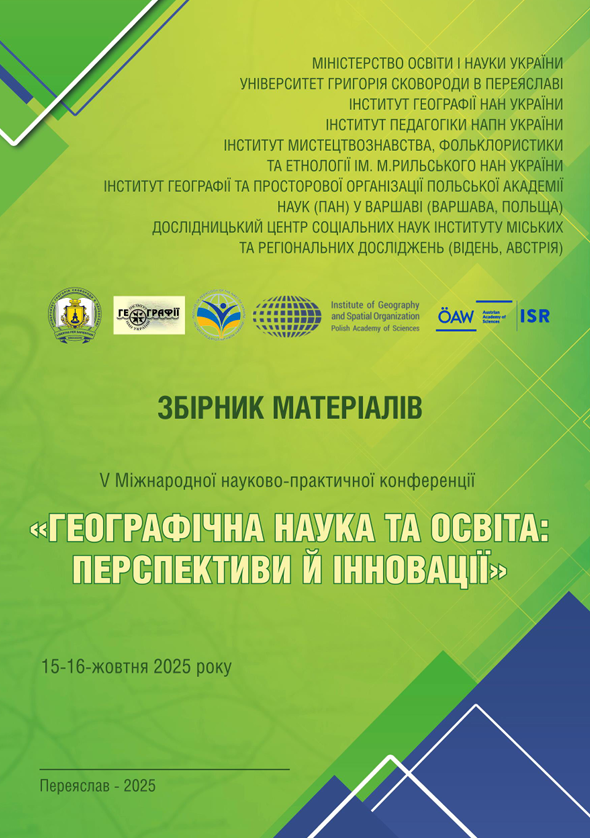 МІНІСТЕРСТВО ОСВІТИ І НАУКИ УКРАЇНИ
УНІВЕРСИТЕТ ГРИГОРІЯ СКОВОРОДИ В ПЕРЕЯСЛАВІ
ІНСТИТУТ ГЕОГРАФІЇ НАН УКРАЇНИ
ІНСТИТУТ ПЕДАГОГІКИ НАПН УКРАЇНИ
ІНСТИТУТ МИСТЕЦТВОЗНАВСТВА, ФОЛЬКЛОРИСТИКИ
ТА ЕТНОЛОГІЇ ІМ. М.РИЛЬСЬКОГО НАН УКРАЇНИ
ІНСТИТУТ ГЕОГРАФІЇ ТА ПРОСТОРОВОЇ ОРГАНІЗАЦІЇ ПОЛЬСЬКОЇ АКАДЕМІЇ
НАУК (ПАН) У ВАРШАВІ (ВАРШАВА, ПОЛЬЩА)
ДОСЛІДНИЦЬКИЙ ЦЕНТР СОЦІАЛЬНИХ НАУК ІНСТИТУТУ МІСЬКИХ
ТА РЕГІОНАЛЬНИХ ДОСЛІДЖЕНЬ (ВІДЕНЬ, АВСТРІЯ)
ГЕОГРАФІЇ
Institute of Geography
and Spatial Organization
Polish Academy of Sciences
ÖAW
Austrian
Academy of
Sciences
ISR
ЗБІРНИК МАТЕРІАЛІВ
V Міжнародної науково-практичної конференції
«ГЕОГРАФІЧНА НАУКА ТА ОСВІТА:
ПЕРСПЕКТИВИ Й ІННОВАЦІЇ»
15-16-жовтня 2025 року
Переяслав - 2025